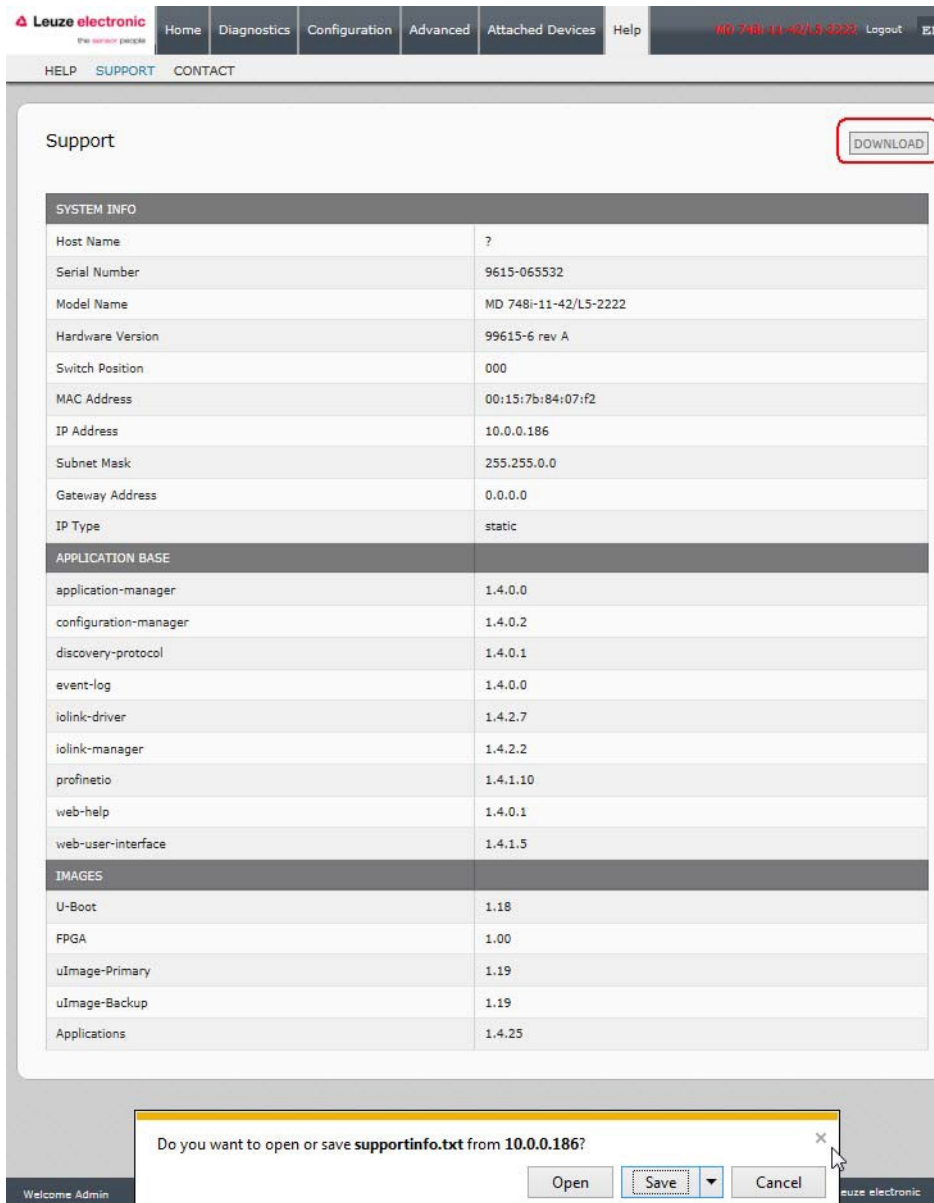 Leuze electronic
the sensor people
Home Diagnostics Configuration Advanced Attached Devices Help MD 748i-11-42/L5-2222 Logout
HELP SUPPORT CONTACT
Support
DOWNLOAD
SYSTEM INFO
Host Name ?
Serial Number 9615-065532
Model Name MD 748i-11-42/L5-2222
Hardware Version 99615-6 rev A
Switch Position 000
MAC Address 00:15:7b:84:07:f2
IP Address 10.0.0.186
Subnet Mask 255.255.0.0
Gateway Address 0.0.0.0
IP Type static
APPLICATION BASE
application-manager 1.4.0.0
configuration-manager 1.4.0.2
discovery-protocol 1.4.0.1
event-log 1.4.0.0
iolink-driver 1.4.2.7
iolink-manager 1.4.2.2
profinetio 1.4.1.10
web-help 1.4.0.1
web-user-interface 1.4.1.5
IMAGES
U-Boot 1.18
FPGA 1.00
uImage-Primary 1.19
uImage-Backup 1.19
Applications 1.4.25
Do you want to open or save supportinfo.txt from 10.0.0.186?
Open Save Cancel
Welcome Admin euze electronic